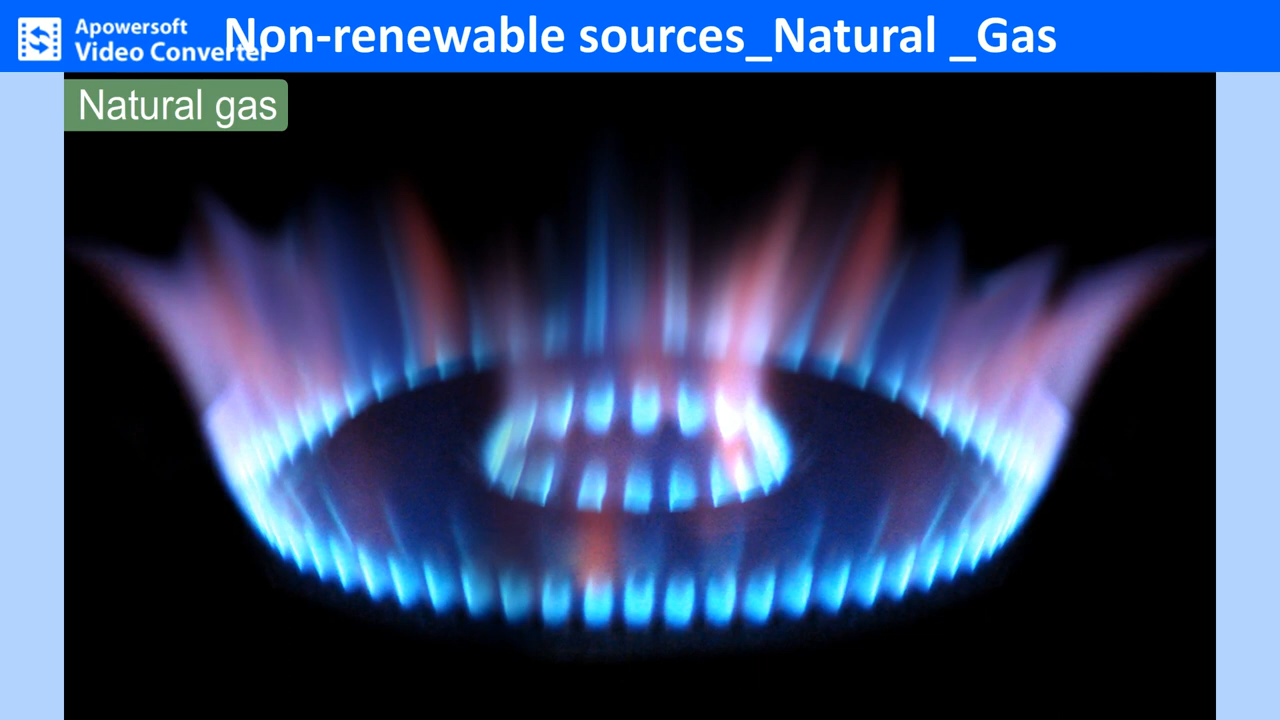 Apowersoft
Video Converter
Non-renewable sources_Natural _Gas
Natural gas